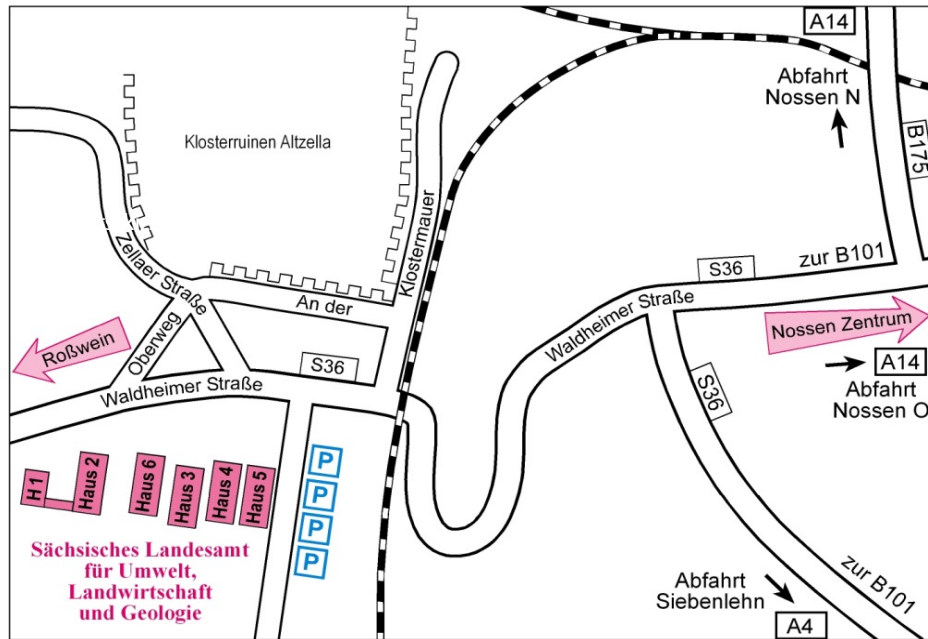 A14
Abfahrt
Nossen N
B175
Klosterruinen Altzella
Klostermauer
Zellaer Straße
An der
zur B101
S36
Waldheimer Straße
Nossen Zentrum
Roßwein
Oberweg
S36
Waldheimer Straße
A14
Abfahrt
Nossen O
S36
H1
Haus 2
Haus 6
Haus 3
Haus 4
Haus 5
P
P
P
P
Sächsisches Landesamt
für Umwelt,
Landwirtschaft
und Geologie
zur B101
Abfahrt
Siebenlehn
A4